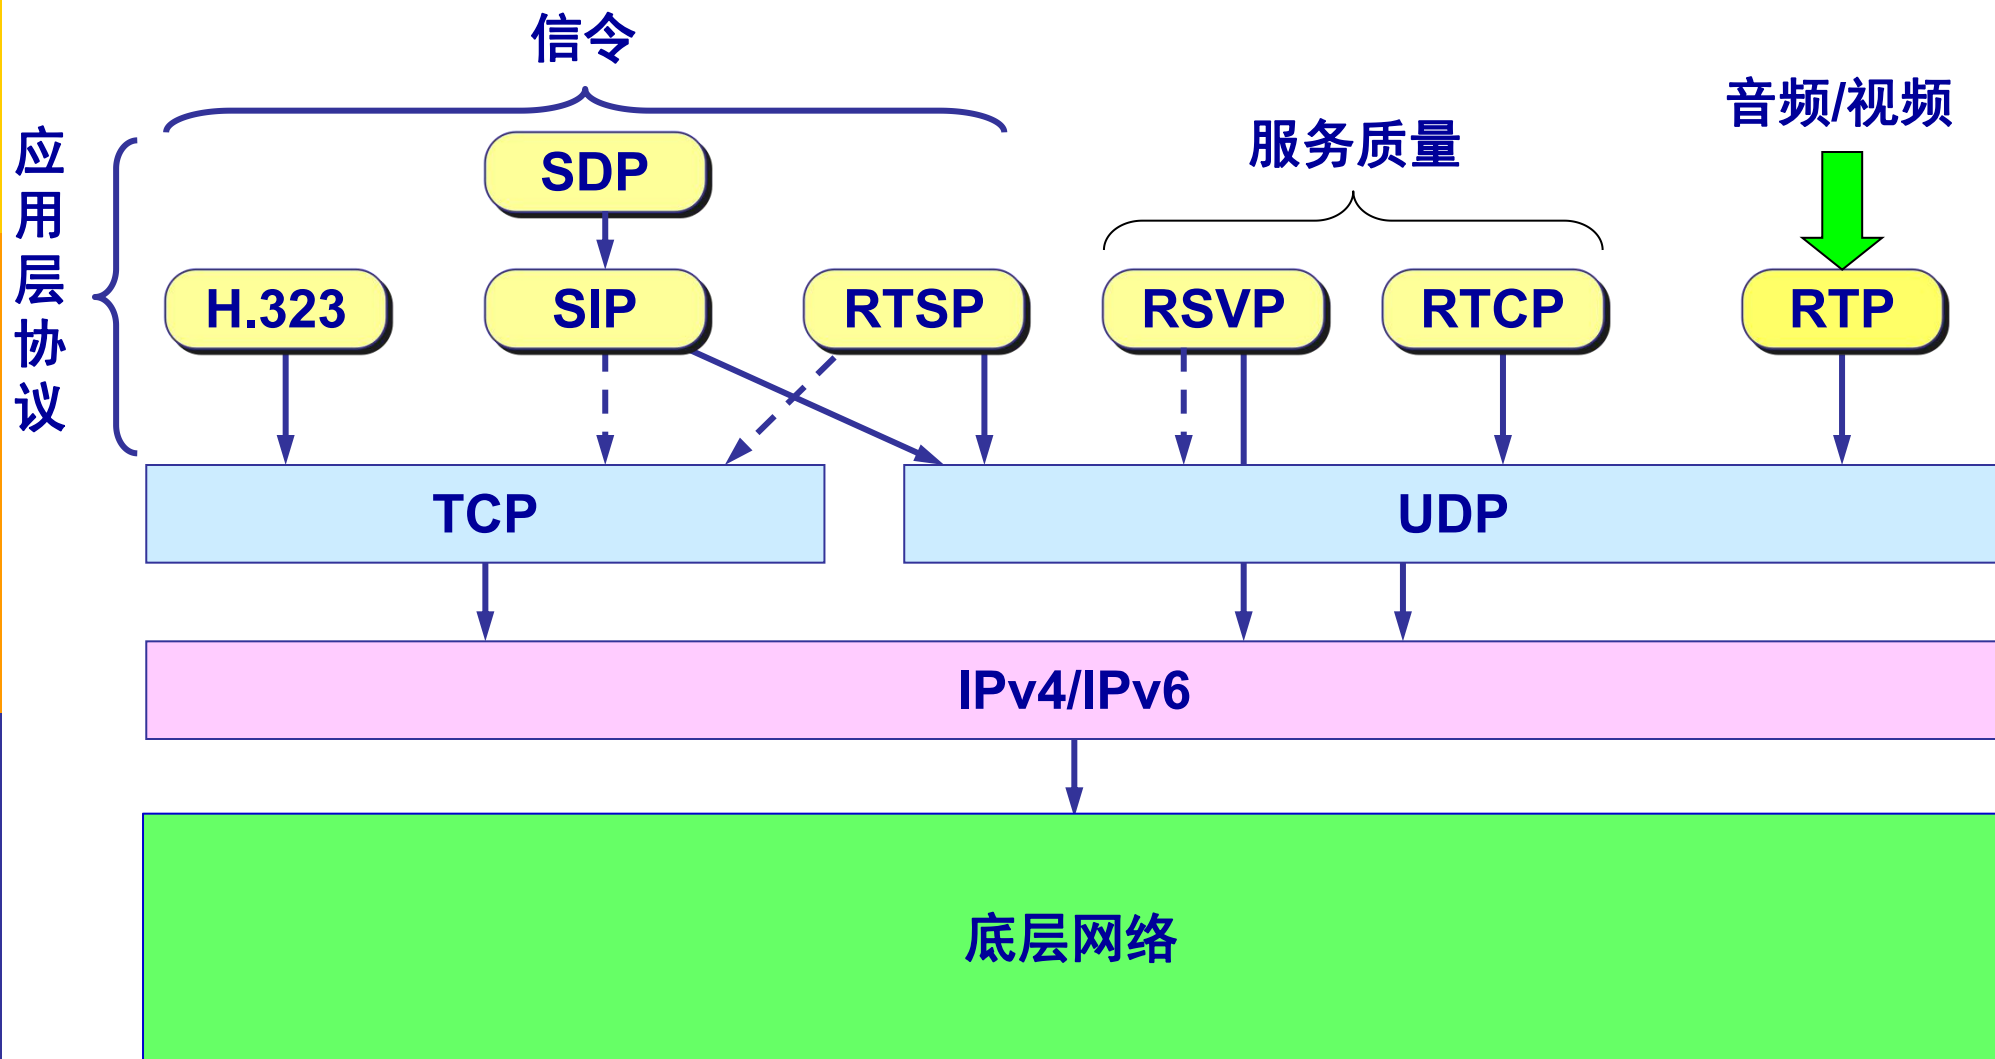 信令
音频/视频
服务质量
应用层协议
SDP
H.323
SIP
RTSP
RSVP
RTCP
RTP
TCP
UDP
IPv4/IPv6
底层网络